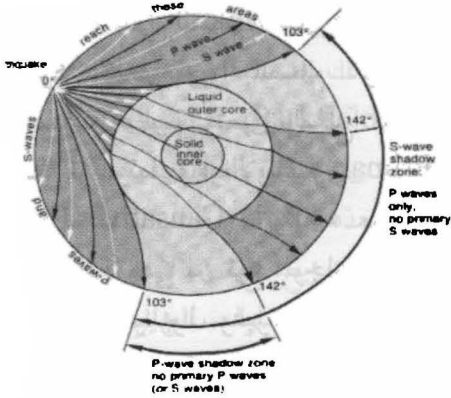 reach these areas
103°
thquake
0°
P wave
S wave
Liquid
outer core
142°
Solid
inner
core
S-wave
shadow
zone:
P waves
only,
no primary
S waves
S-waves
and
P-waves
103°
142°
P-wave shadow zone
no primary P waves
(or S waves)